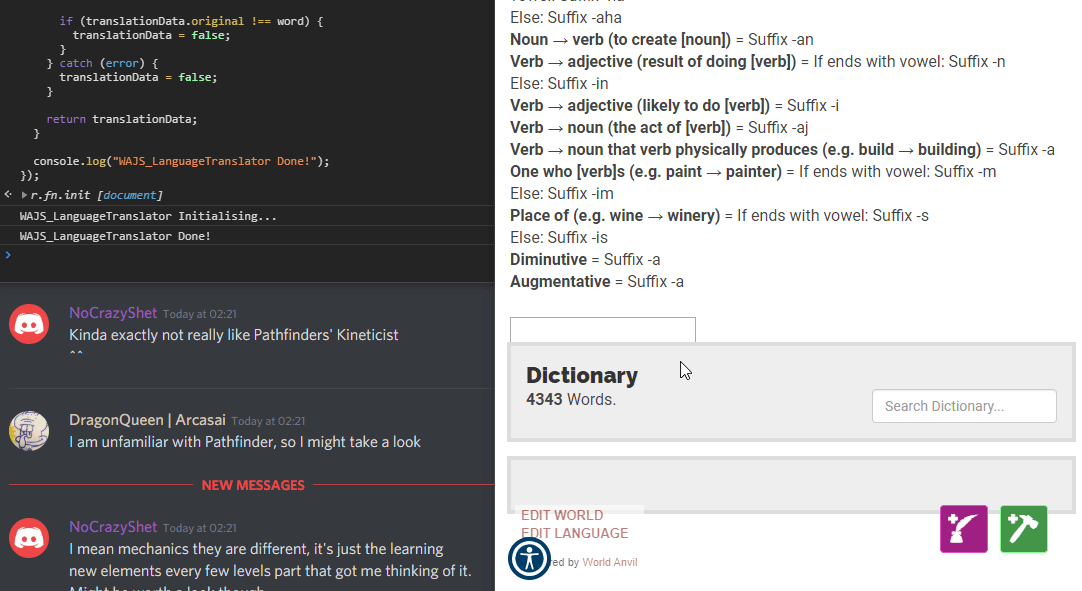 if (translationData.original !== word) {
translationData = false;
}
} catch (error) {
translationData = false;
}
return translationData;
}
console.log("WAJS_LanguageTranslator Done!");
});
r.fn.init [document]
WAJS_LanguageTranslator Initialising...
WAJS_LanguageTranslator Done!
NoCrazyShet Today at 02:21
Kinda exactly not really like Pathfinders' Kineticist
^^
DragonQueen | Arcasai Today at 02:21
I am unfamiliar with Pathfinder, so I might take a look
NEW MESSAGES
NoCrazyShet Today at 02:21
I mean mechanics they are different, it's just the learning
new elements every few levels part that got me thinking of it.
Might be worth a look though
Else: Suffix -aha
Noun → verb (to create [noun]) = Suffix -an
Verb → adjective (result of doing [verb]) = If ends with vowel: Suffix -n
Else: Suffix -in
Verb → adjective (likely to do [verb]) = Suffix -i
Verb → noun (the act of [verb]) = Suffix -aj
Verb → noun that verb physically produces (e.g. build → building) = Suffix -a
One who [verb]s (e.g. paint → painter) = If ends with vowel: Suffix -m
Else: Suffix -im
Place of (e.g. wine → winery) = If ends with vowel: Suffix -s
Else: Suffix -is
Diminutive = Suffix -a
Augmentative = Suffix -a
Dictionary
4343 Words.
Search Dictionary...
EDIT WORLD
EDIT LANGUAGE
red by World Anvil